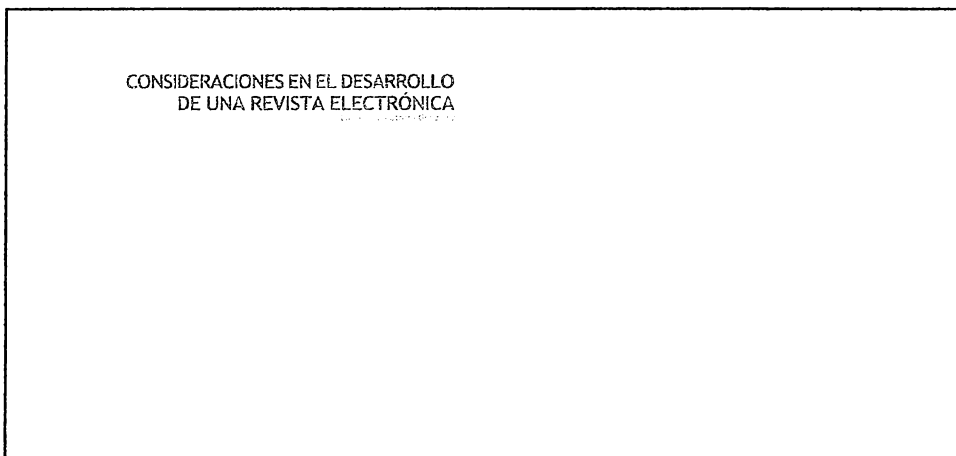 CONSIDERACIONES EN EL DESARROLLO
DE UNA REVISTA ELECTRÓNICA